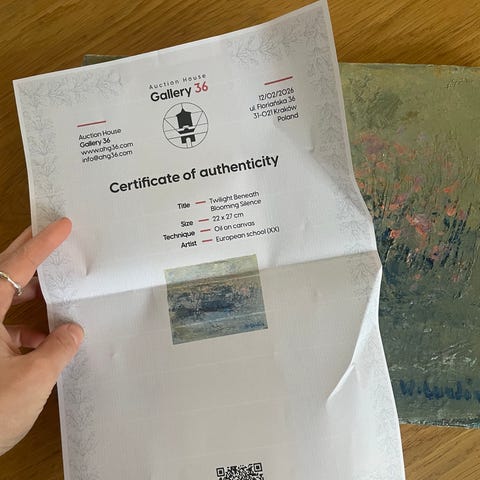 Auction House
Gallery 36
Auction House
Gallery 36
www.ahg36.com
info@ahg36.com
12/02/2026
ul. Floriańska 36
31-021 Kraków
Poland
Certificate of authenticity
Title — Twilight Beneath
Blooming Silence
Size — 22 x 27 cm
Technique — Oil on canvas
Artist — European school (XX)